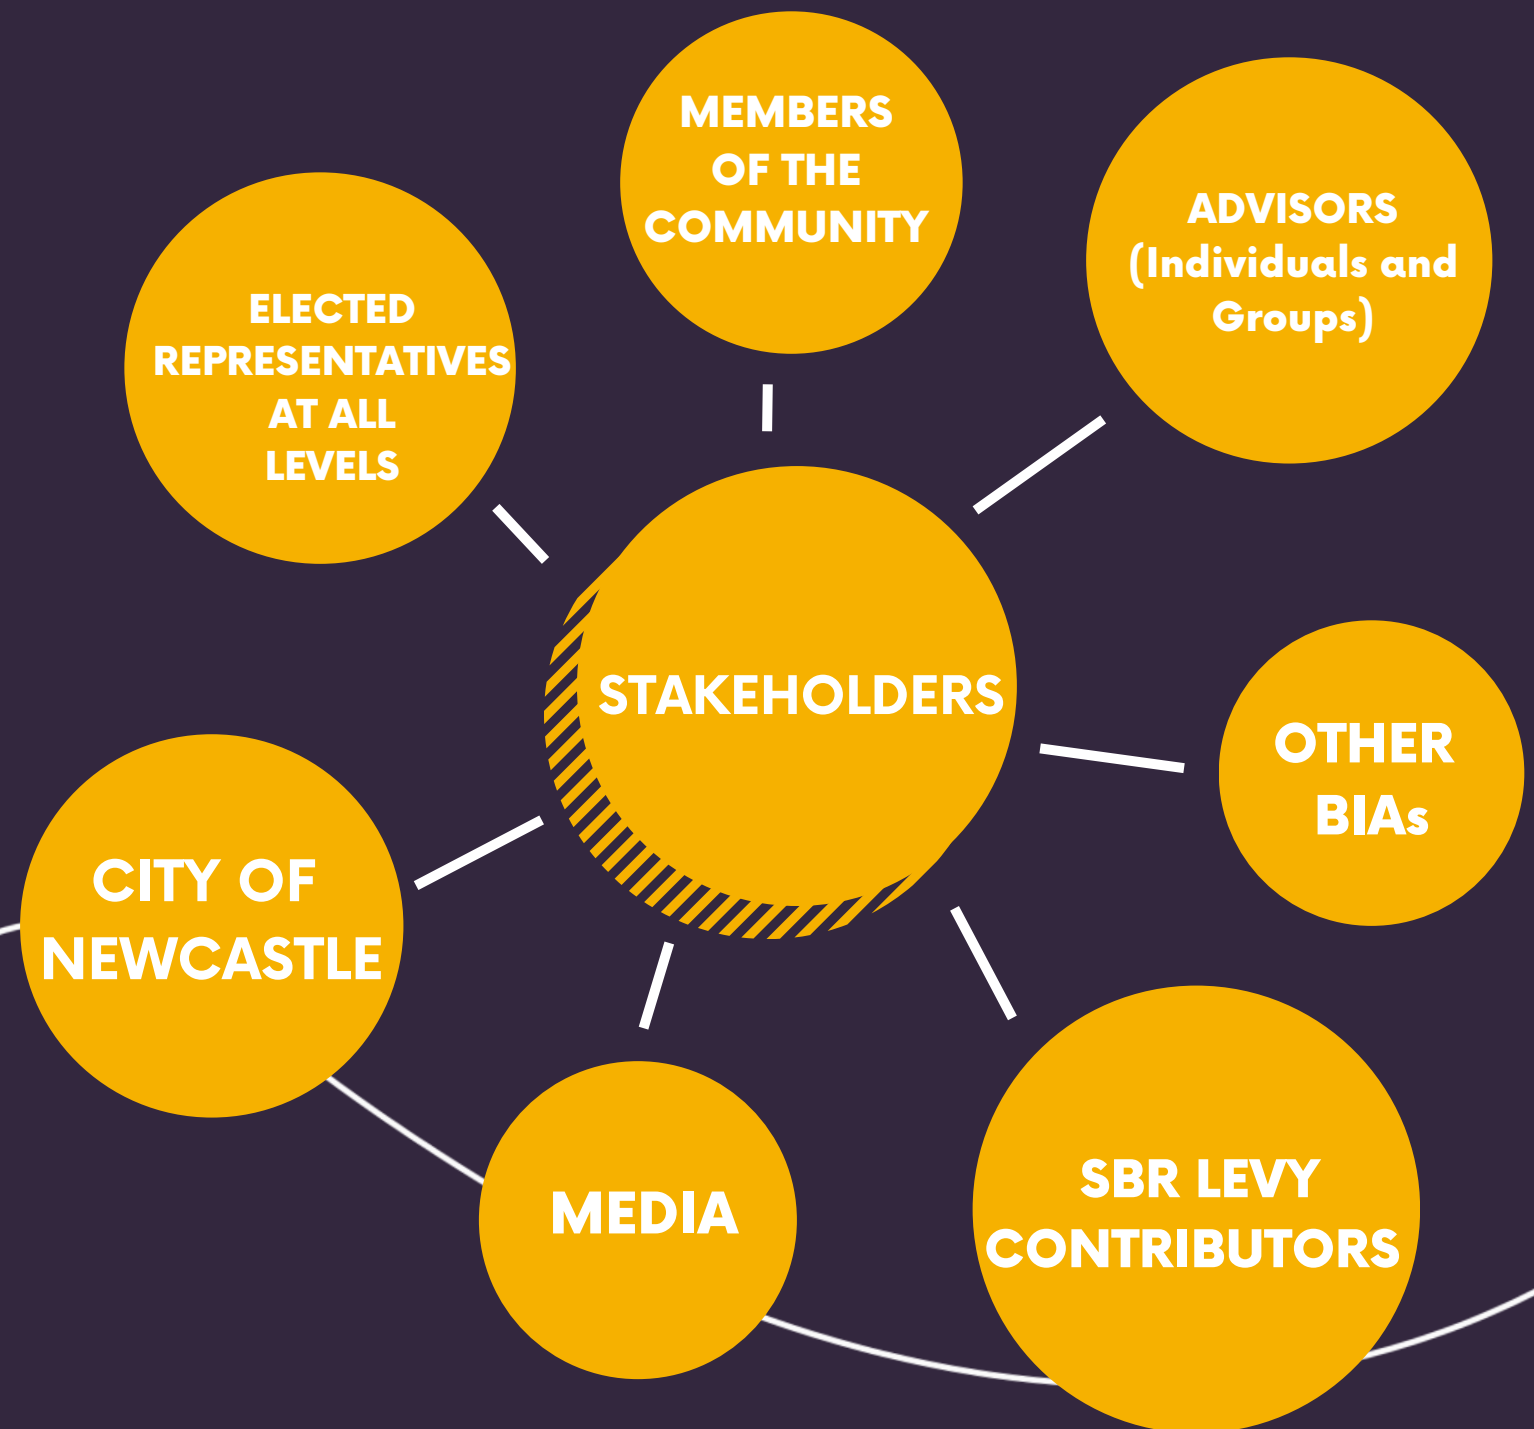 MEMBERS
OF THE
COMMUNITY
ADVISORS
(Individuals and
Groups)
ELECTED
REPRESENTATIVES
AT ALL
LEVELS
STAKEHOLDERS
OTHER
BIAs
CITY OF
NEWCASTLE
MEDIA
SBR LEVY
CONTRIBUTORS